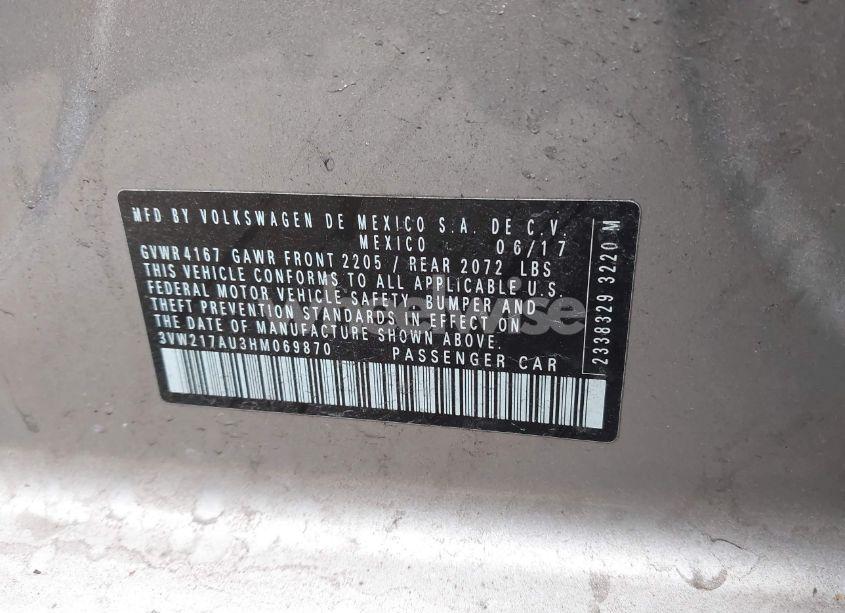 MFD BY VOLKSWAGEN DE MEXICO S.A. DE C.V.
MEXICO 06/17
GVWR4167 GAWR FRONT 2205 / REAR 2072 LBS
THIS VEHICLE CONFORMS TO ALL APPLICABLE U.S.
FEDERAL MOTOR VEHICLE SAFETY, BUMPER AND
THEFT PREVENTION STANDARDS IN EFFECT ON
THE DATE OF MANUFACTURE SHOWN ABOVE.
3VW217AU3HM069870 PASSENGER CAR
2338329 3220 M